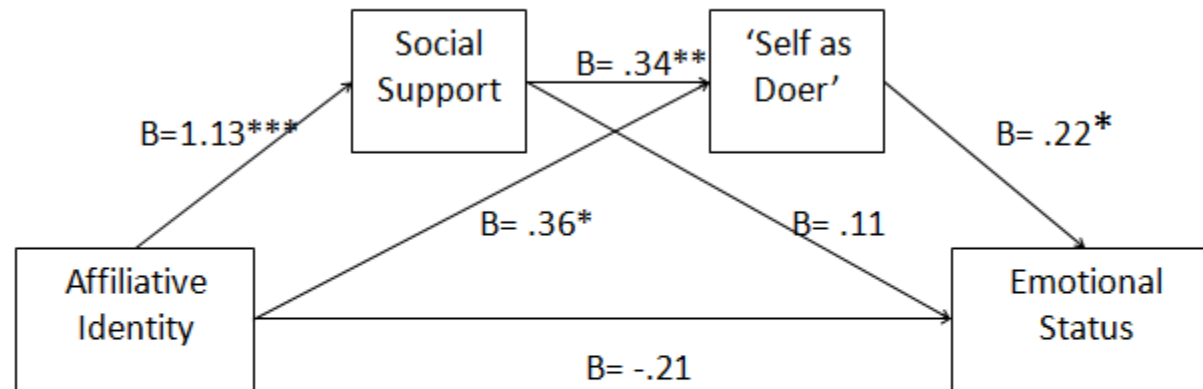 Social
Support
‘Self as
Doer’
B= .34**
B=1.13***
B= .22*
B= .36*
B= .11
Affiliative
Identity
Emotional
Status
B= -.21